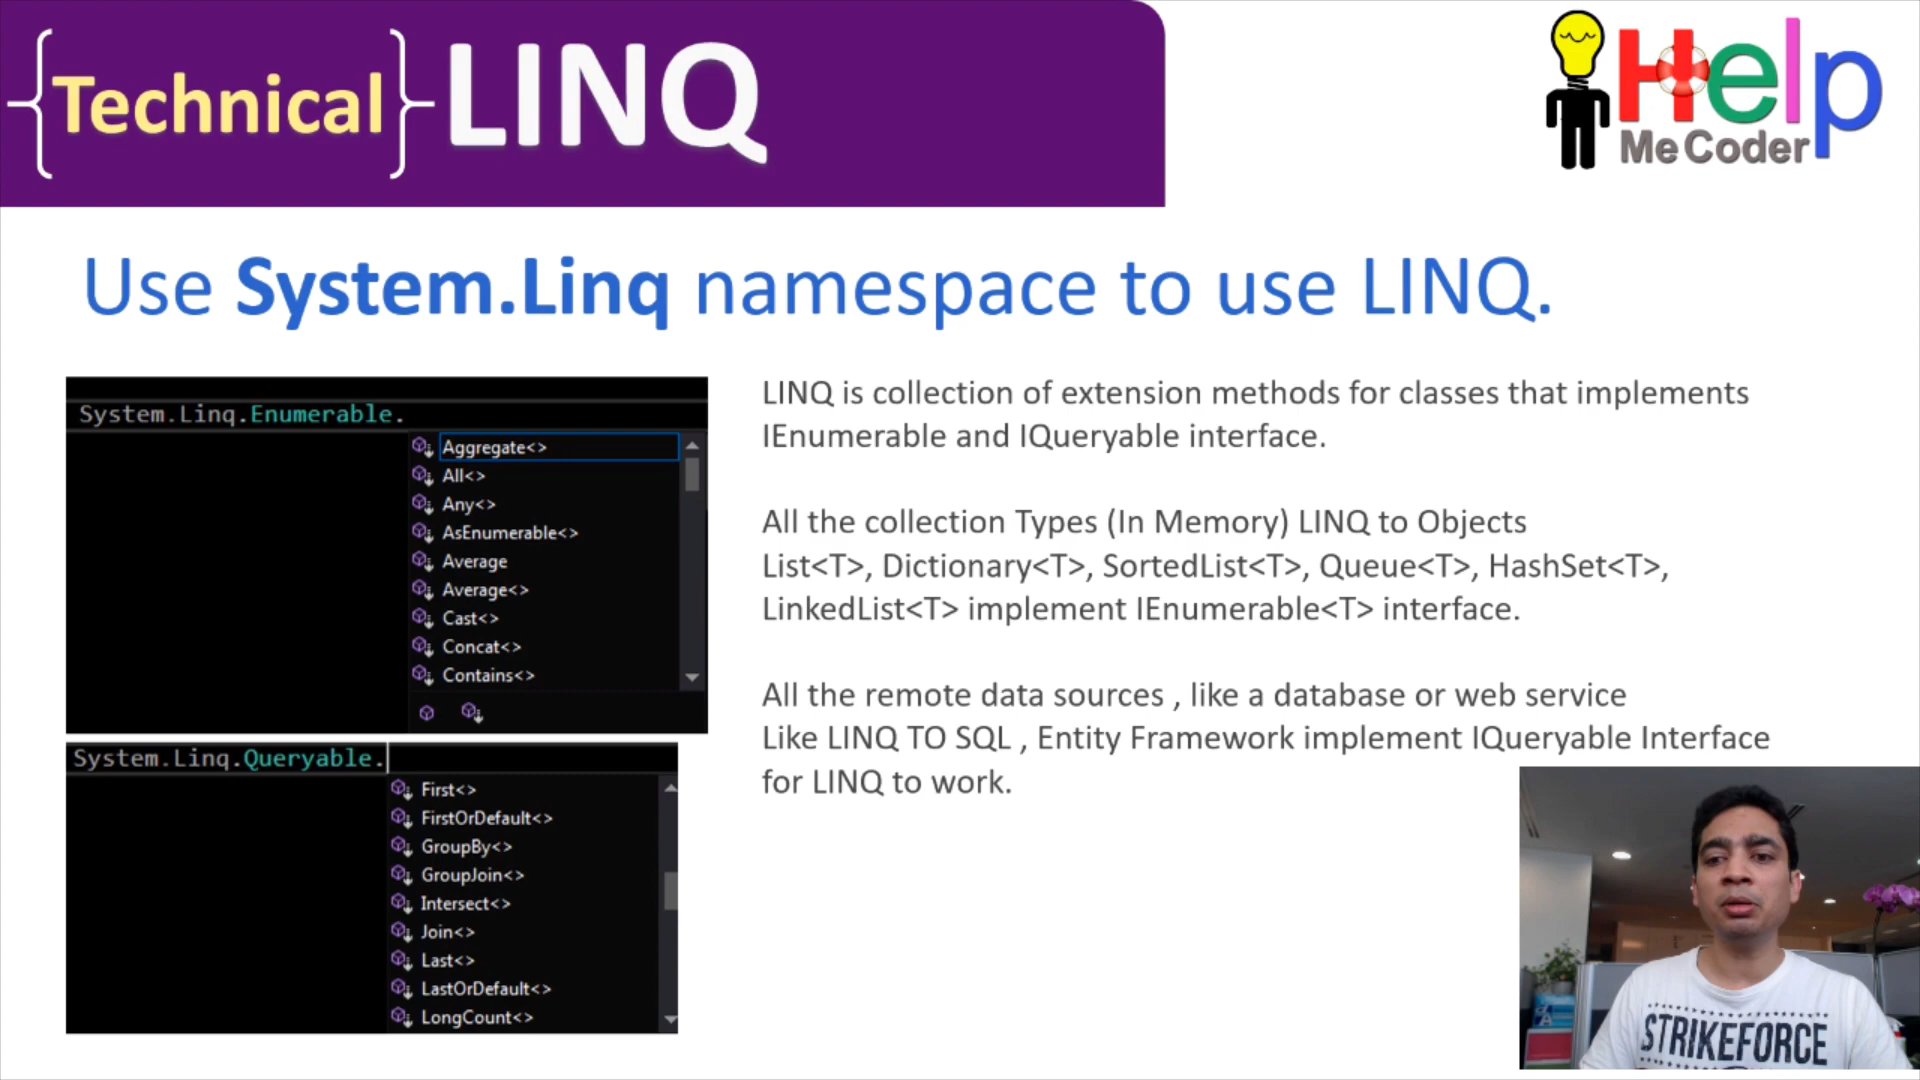 {Technical} LINQ
Help
Me Coder
Use System.Linq namespace to use LINQ.
System.Linq.Enumerable.
Aggregate<>
All<>
Any<>
AsEnumerable<>
Average
Average<>
Cast<>
Concat<>
Contains<>
System.Linq.Queryable.
First<>
FirstOrDefault<>
GroupBy<>
GroupJoin<>
Intersect<>
Join<>
Last<>
LastOrDefault<>
LongCount<>
LINQ is collection of extension methods for classes that implements
IEnumerable and IQueryable interface.
All the collection Types (In Memory) LINQ to Objects
List<T>, Dictionary<T>, SortedList<T>, Queue<T>, HashSet<T>,
LinkedList<T> implement IEnumerable<T> interface.
All the remote data sources , like a database or web service
Like LINQ TO SQL , Entity Framework implement IQueryable Interface
for LINQ to work.
STRIKEFORCE